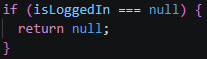 if (isLoggedIn === null) {
  return null;
}